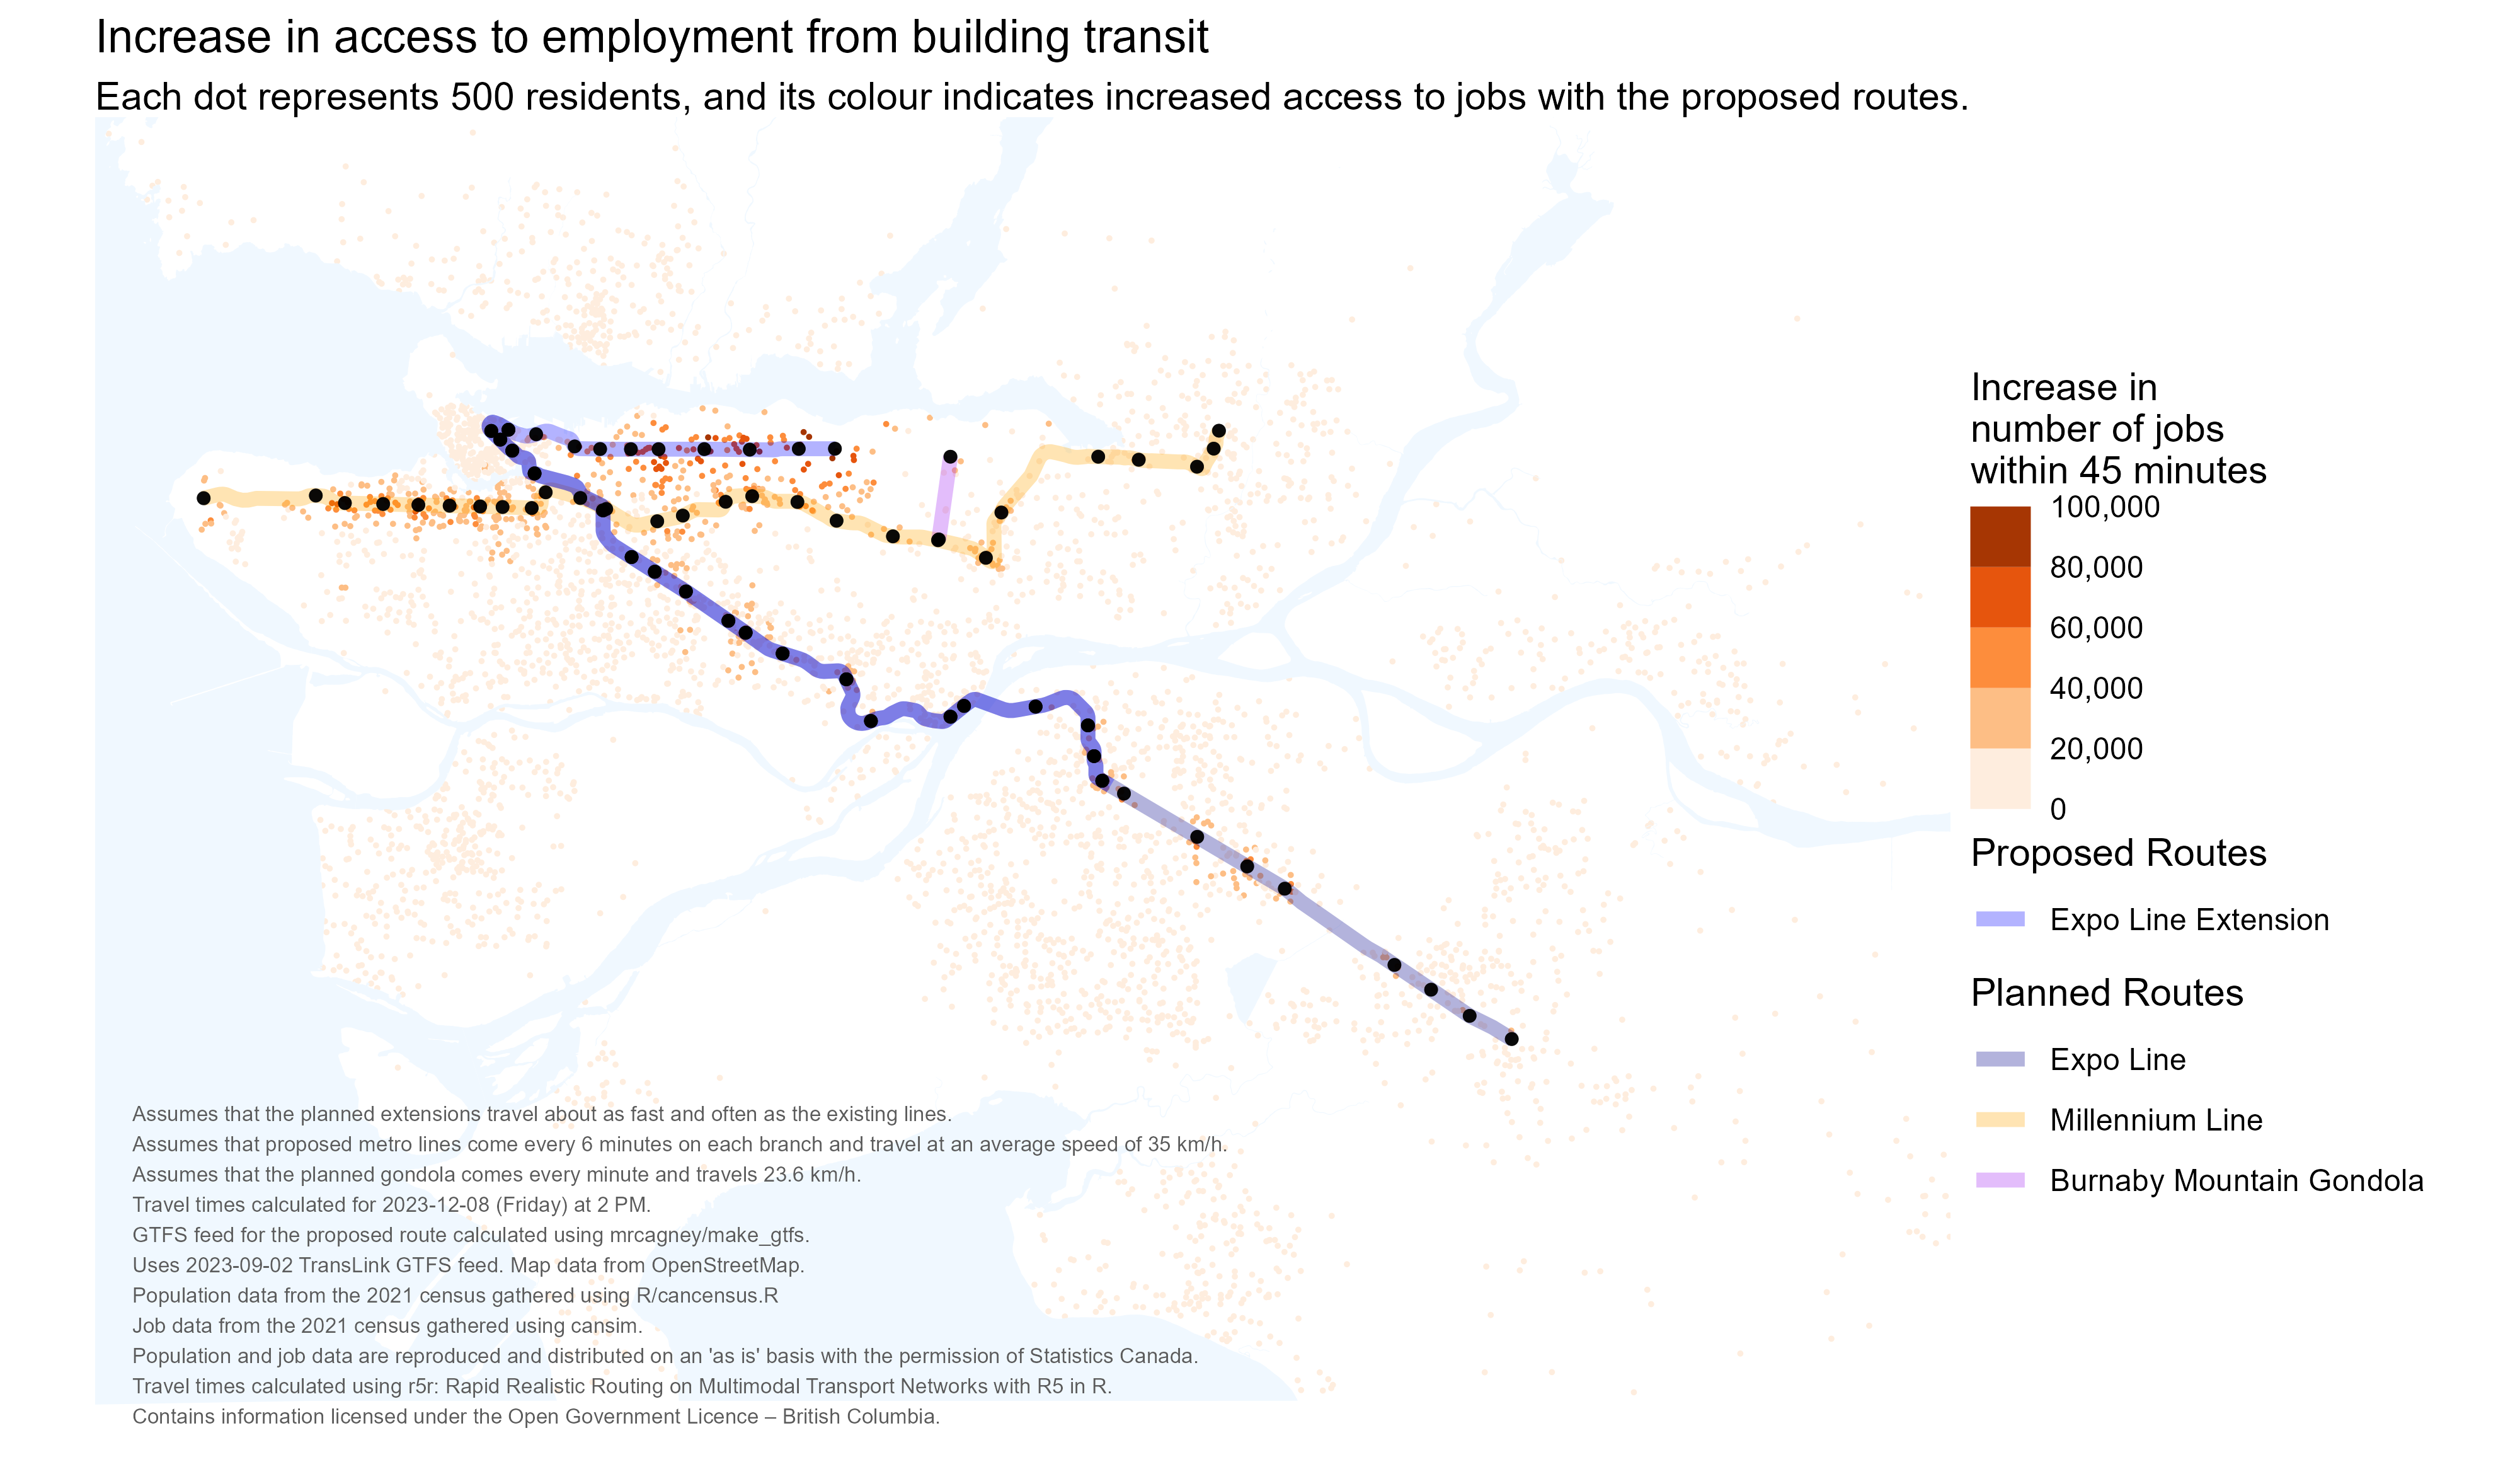 Increase in access to employment from building transit
Each dot represents 500 residents, and its colour indicates increased access to jobs with the proposed routes.
Increase in
number of jobs
within 45 minutes
100,000
80,000
60,000
40,000
20,000
0
Proposed Routes
Expo Line Extension
Planned Routes
Expo Line
Millennium Line
Burnaby Mountain Gondola
Assumes that the planned extensions travel about as fast and often as the existing lines.
Assumes that proposed metro lines come every 6 minutes on each branch and travel at an average speed of 35 km/h.
Assumes that the planned gondola comes every minute and travels 23.6 km/h.
Travel times calculated for 2023-12-08 (Friday) at 2 PM.
GTFS feed for the proposed route calculated using mrcagney/make_gtfs.
Uses 2023-09-02 TransLink GTFS feed. Map data from OpenStreetMap.
Population data from the 2021 census gathered using R/cancensus.R
Job data from the 2021 census gathered using cansim.
Population and job data are reproduced and distributed on an 'as is' basis with the permission of Statistics Canada.
Travel times calculated using r5r: Rapid Realistic Routing on Multimodal Transport Networks with R5 in R.
Contains information licensed under the Open Government Licence – British Columbia.